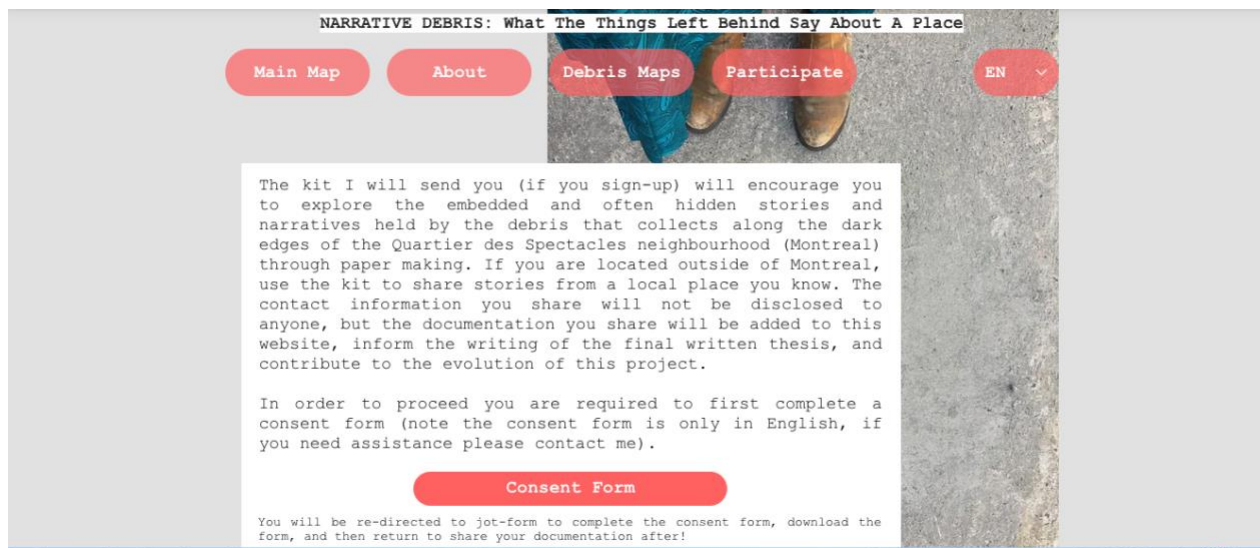 NARRATIVE DEBRIS: What The Things Left Behind Say About A Place
Main Map
About
Debris Maps
Participate
EN
The kit I will send you (if you sign-up) will encourage you
to explore the embedded and often hidden stories and
narratives held by the debris that collects along the dark
edges of the Quartier des Spectacles neighbourhood (Montreal)
through paper making. If you are located outside of Montreal,
use the kit to share stories from a local place you know. The
contact information you share will not be disclosed to
anyone, but the documentation you share will be added to this
website, inform the writing of the final written thesis, and
contribute to the evolution of this project.
In order to proceed you are required to first complete a
consent form (note the consent form is only in English, if
you need assistance please contact me).
Consent Form
You will be re-directed to jot-form to complete the consent form, download the
form, and then return to share your documentation after!